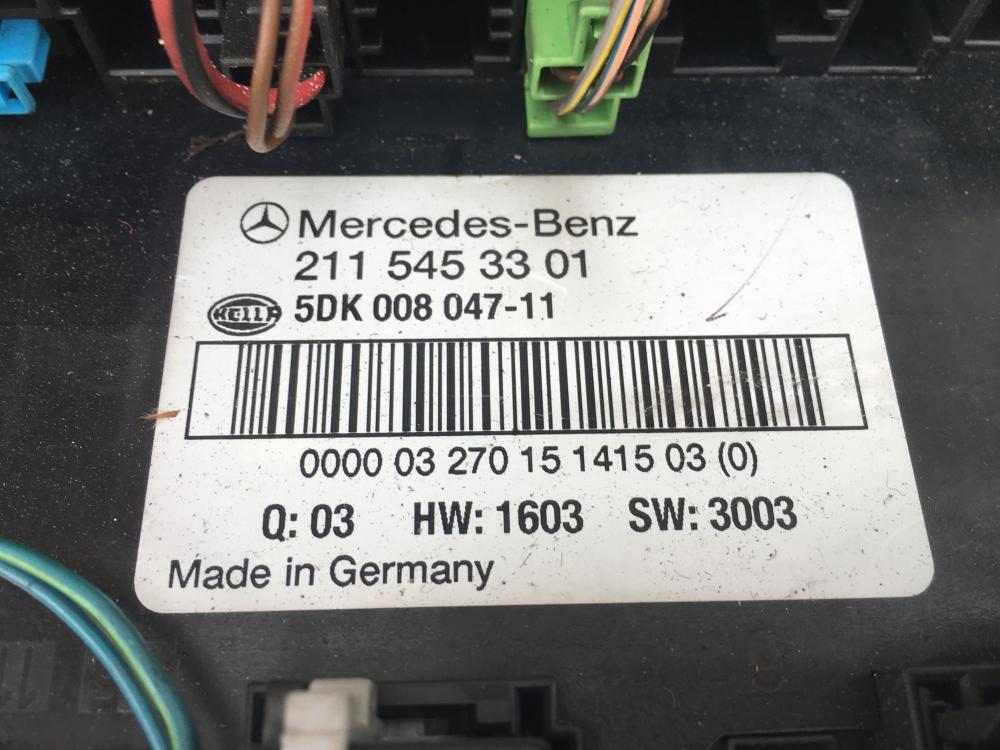 Mercedes-Benz
211 545 33 01
HELLA 5DK 008 047-11
0000 03 270 15 1415 03 (0)
Q: 03 HW: 1603 SW: 3003
Made in Germany